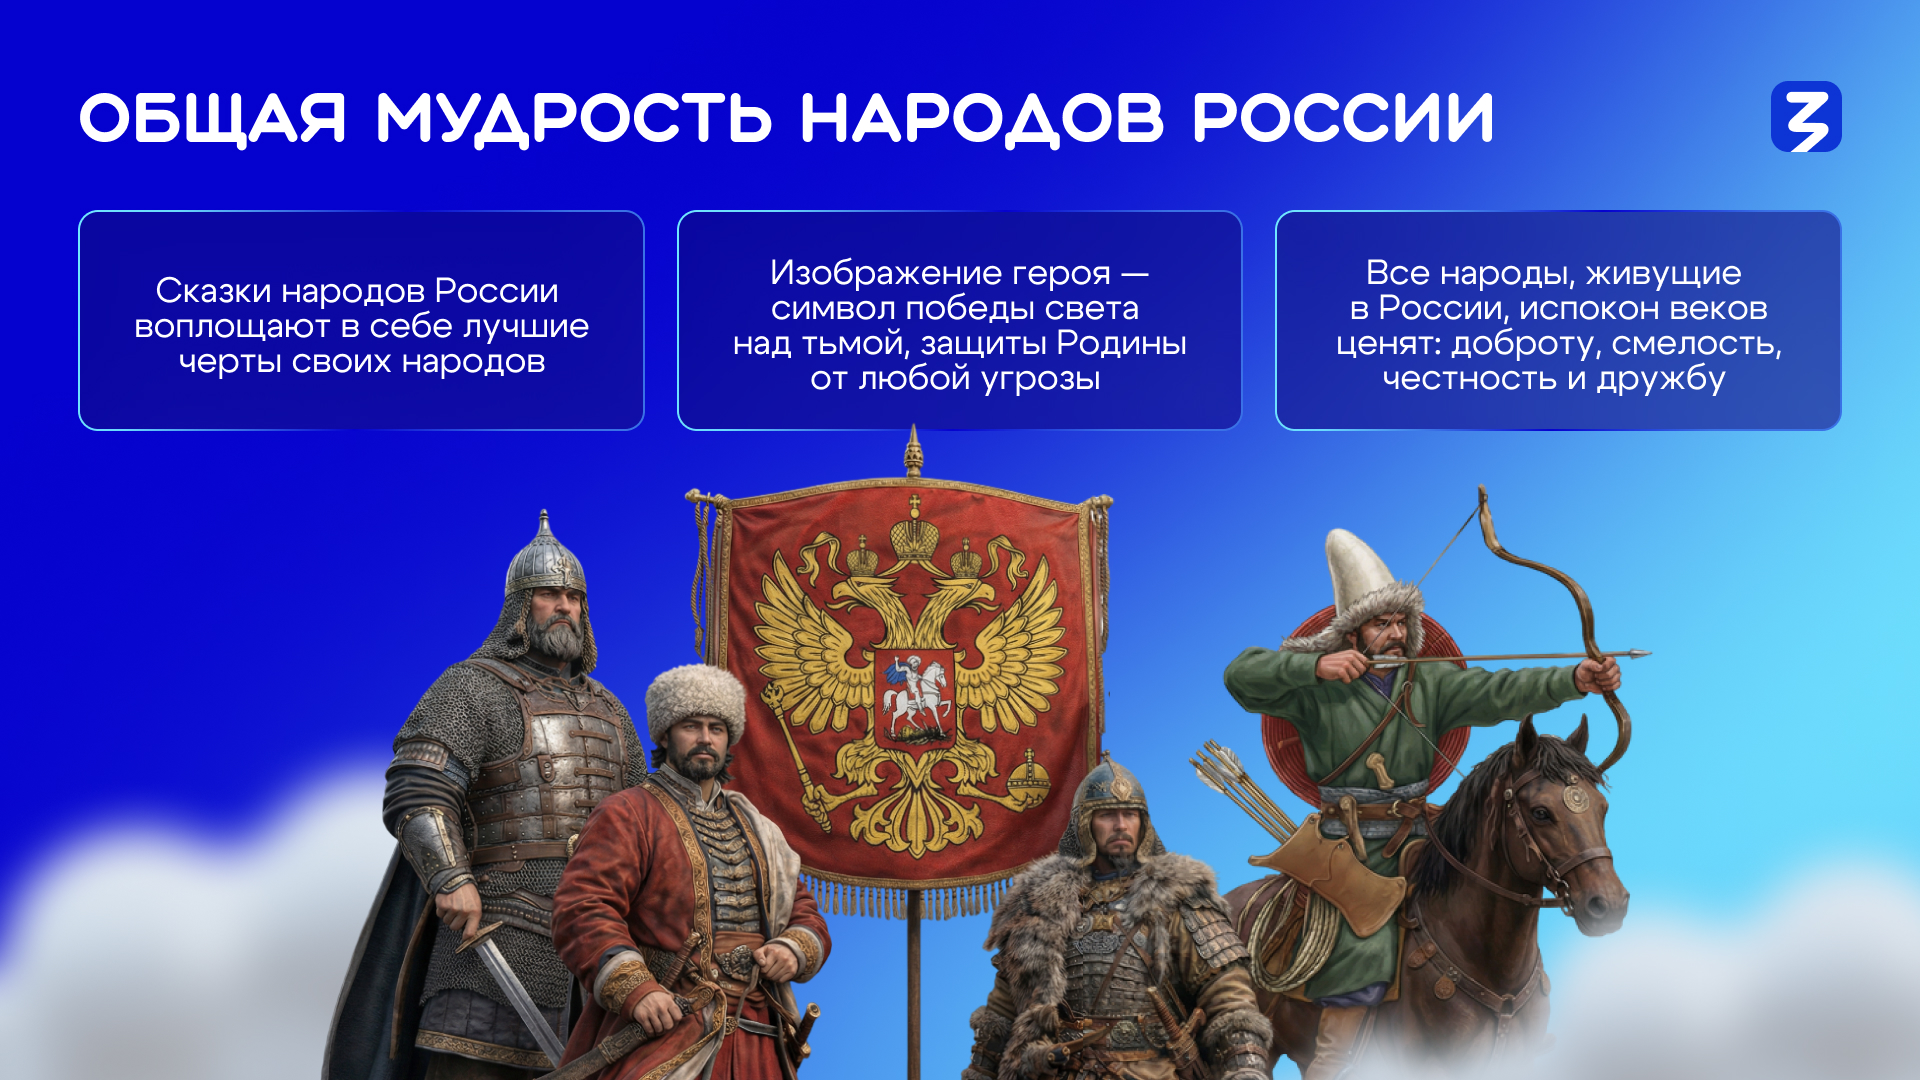 ОБЩАЯ МУДРОСТЬ НАРОДОВ РОССИИ
Сказки народов России
воплощают в себе лучшие
черты своих народов
Изображение героя —
символ победы света
над тьмой, защиты Родины
от любой угрозы
Все народы, живущие
в России, испокон веков
ценят: доброту, смелость,
честность и дружбу